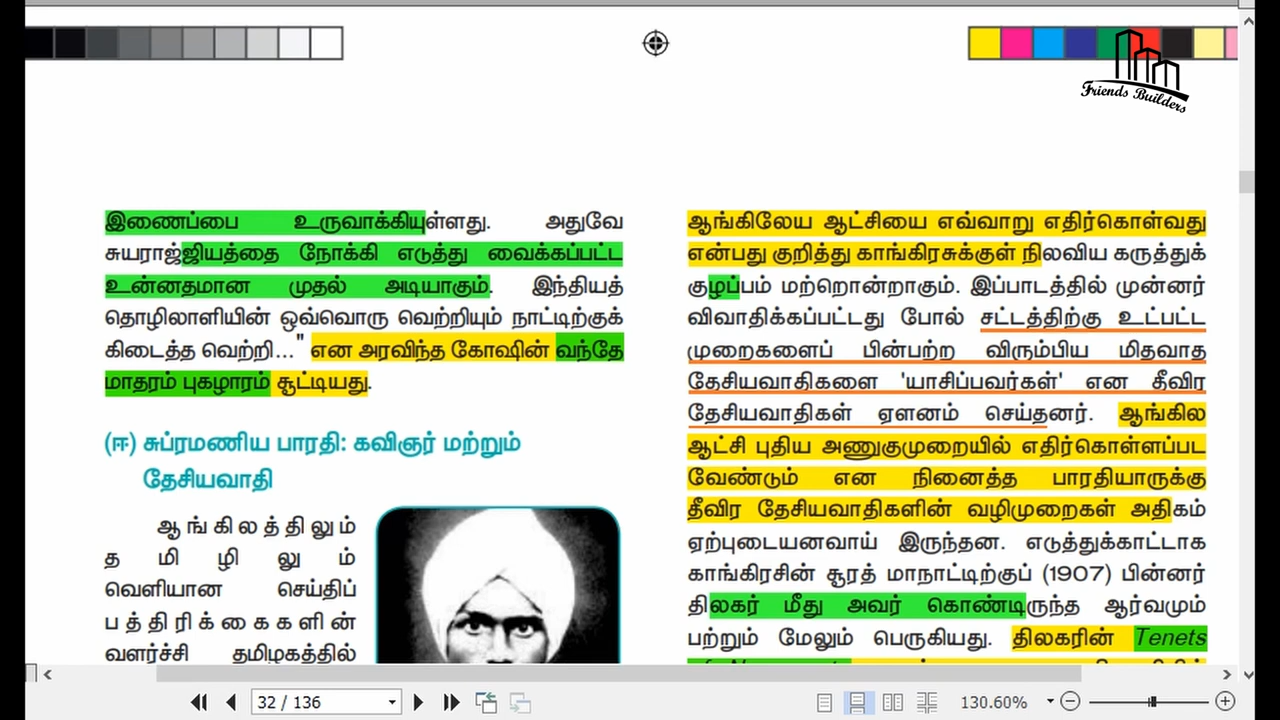 Friends Builders
இணைப்பை உருவாக்கியுள்ளது. அதுவே
சுயராஜ்ஜியத்தை நோக்கி எடுத்து வைக்கப்பட்ட
உன்னதமான முதல் அடியாகும். இந்தியத்
தொழிலாளியின் ஒவ்வொரு வெற்றியும் நாட்டிற்குக்
கிடைத்த வெற்றி..." என அரவிந்த கோஷின் வந்தே
மாதரம் புகழாரம் சூட்டியது.
(ஈ) சுப்ரமணிய பாரதி: கவிஞர் மற்றும்
தேசியவாதி
ஆங்கிலத்திலும்
தமிழிலும்
வெளியான செய்திப்
பத்திரிக்கைகளின்
வளர்ச்சி தமிழகத்தில்
ஆங்கிலேய ஆட்சியை எவ்வாறு எதிர்கொள்வது
என்பது குறித்து காங்கிரசுக்குள் நிலவிய கருத்துக்
குழப்பம் மற்றொன்றாகும். இப்பாடத்தில் முன்னர்
விவாதிக்கப்பட்டது போல் சட்டத்திற்கு உட்பட்ட
முறைகளைப் பின்பற்ற விரும்பிய மிதவாத
தேசியவாதிகளை 'யாசிப்பவர்கள்' என தீவிர
தேசியவாதிகள் ஏளனம் செய்தனர். ஆங்கில
ஆட்சி புதிய அணுகுமுறையில் எதிர்கொள்ளப்பட
வேண்டும் என நினைத்த பாரதியாருக்கு
தீவிர தேசியவாதிகளின் வழிமுறைகள் அதிகம்
ஏற்புடையனவாய் இருந்தன. எடுத்துக்காட்டாக
காங்கிரசின் சூரத் மாநாட்டிற்குப் (1907) பின்னர்
திலகர் மீது அவர் கொண்டிருந்த ஆர்வமும்
பற்றும் மேலும் பெருகியது. திலகரின் Tenets
32 / 136
130.60%